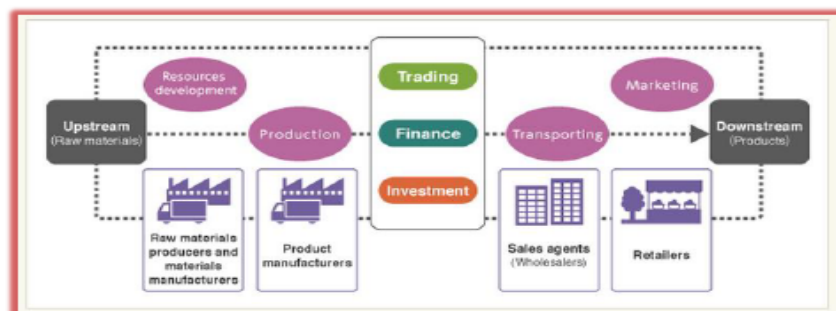 Resources
development
Trading
Marketing
Upstream
(Raw materials)
Production
Finance
Transporting
Downstream
(Products)
Investment
Raw materials
producers and
materials
manufacturers
Product
manufacturers
Sales agents
(Wholesalers)
Retailers